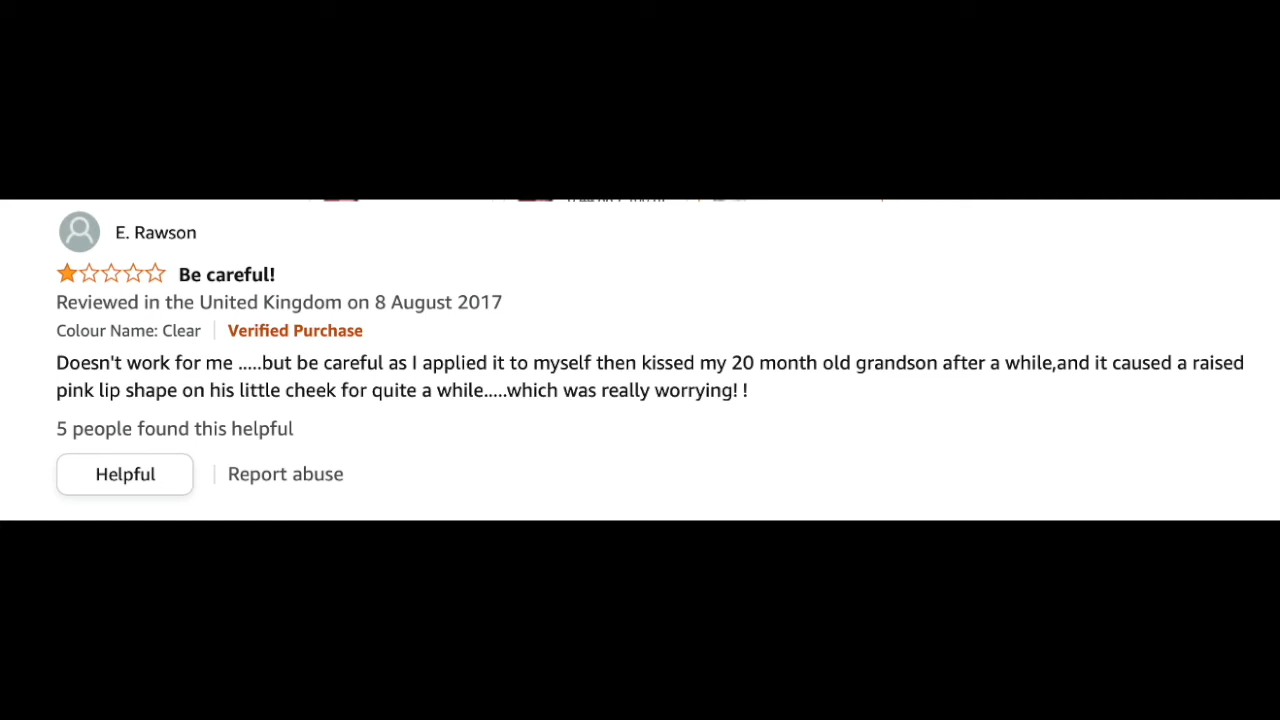 E. Rawson
Be careful!
Reviewed in the United Kingdom on 8 August 2017
Colour Name: Clear Verified Purchase
Doesn't work for me .....but be careful as I applied it to myself then kissed my 20 month old grandson after a while,and it caused a raised
pink lip shape on his little cheek for quite a while.....which was really worrying! !
5 people found this helpful
Helpful Report abuse